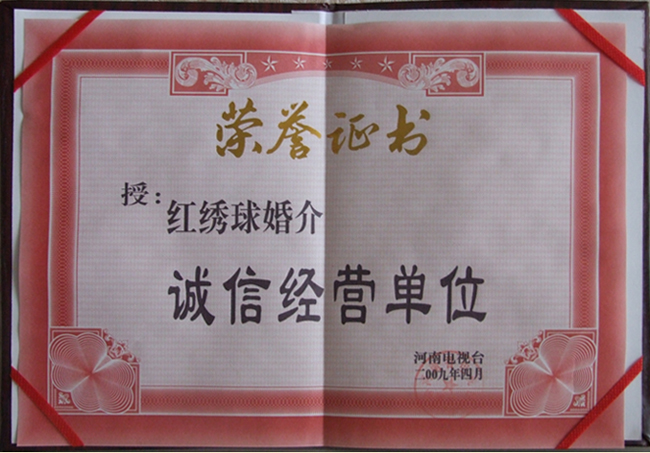 荣誉证书
授：
红绣球婚介
诚信经营单位
河南电视台
二00九年四月